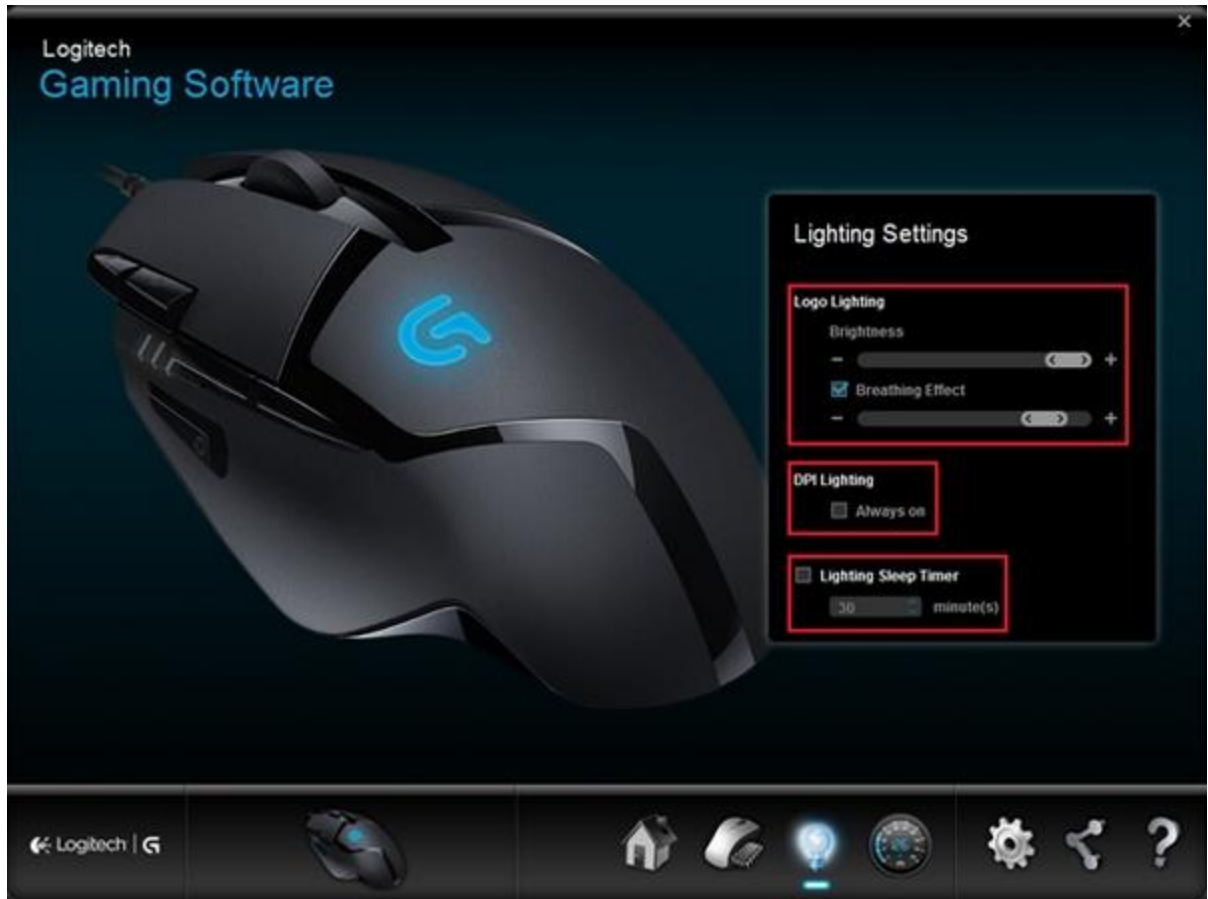 Logitech
Gaming Software
Lighting Settings
Logo Lighting
Brightness
Breathing Effect
DPI Lighting
Always on
Lighting Sleep Timer
30 minute(s)
Logitech | G